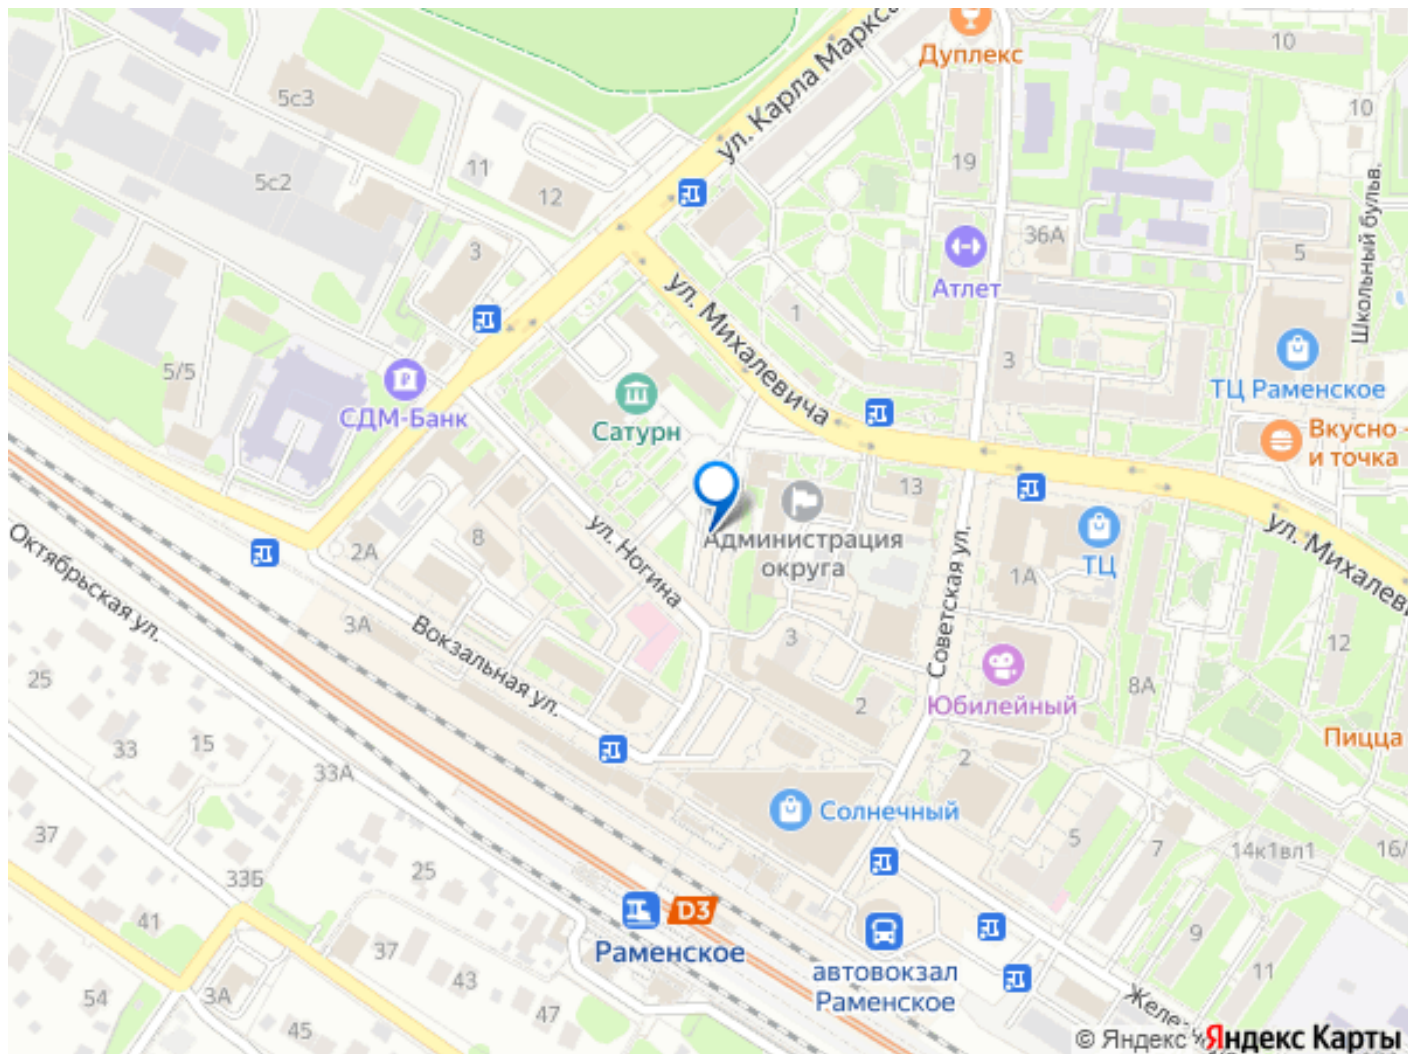 Дуплекс
10
5с3
ул. Карла Маркса
10
11
5с2
12
19
Школьный бульв.
3
36А
5
Атлет
ул. Михалевича
1
3
5/5
СДМ-Банк
ТЦ Раменское
Сатурн
Вкусно -
и точка
13
ул. Ногина
Администрация
округа
ТЦ
ул. Михалеви
Октябрьская ул.
2А
8
1А
Советская ул.
3А
Вокзальная ул.
3
12
25
8А
2
Юбилейный
33
15
Пицца
33А
2
Солнечный
37
5
7
14к1вл1
16/
25
33Б
41
D3
Раменское
9
37
автовокзал
Раменское
11
43
54
3А
45
47
Желез
© Яндекс
Яндекс Карты